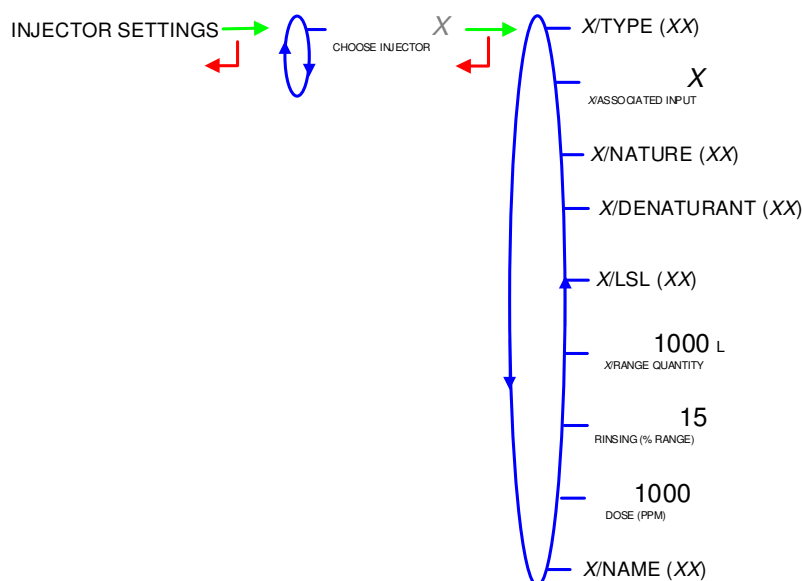 INJECTOR SETTINGS
X
CHOOSE INJECTOR
X/TYPE (XX)
X
X/ASSOCIATED INPUT
X/NATURE (XX)
X/DENATURANT (XX)
X/LSL (XX)
1000 L
X/RANGE QUANTITY
15
RINSING (% RANGE)
1000
DOSE (PPM)
X/NAME (XX)